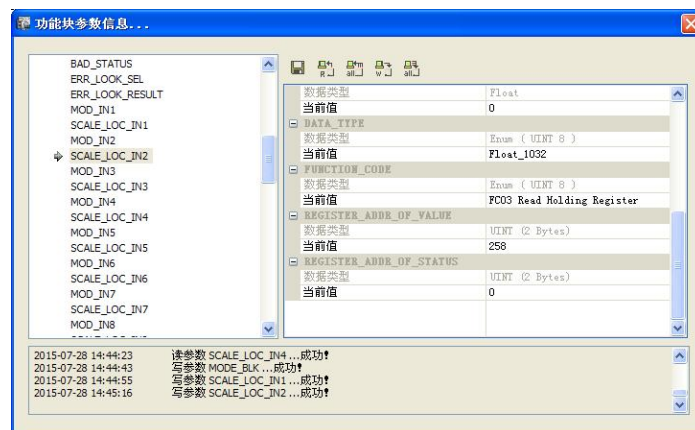 功能块参数信息...
BAD_STATUS
ERR_LOOK_SEL
ERR_LOOK_RESULT
MOD_IN1
SCALE_LOC_IN1
MOD_IN2
SCALE_LOC_IN2
MOD_IN3
SCALE_LOC_IN3
MOD_IN4
SCALE_LOC_IN4
MOD_IN5
SCALE_LOC_IN5
MOD_IN6
SCALE_LOC_IN6
MOD_IN7
SCALE_LOC_IN7
MOD_IN8
R all w all
数据类型 Float
当前值 0
DATA_TYPE
数据类型 Enum ( UINT 8 )
当前值 Float_1032
FUNCTION_CODE
数据类型 Enum ( UINT 8 )
当前值 FC03 Read Holding Register
REGISTER_ADDR_OF_VALUE
数据类型 UINT (2 Bytes)
当前值 258
REGISTER_ADDR_OF_STATUS
数据类型 UINT (2 Bytes)
当前值 0
2015-07-28 14:44:23 读参数 SCALE_LOC_IN4 ...成功!
2015-07-28 14:44:43 写参数 MODE_BLK ...成功!
2015-07-28 14:44:55 写参数 SCALE_LOC_IN1 ...成功!
2015-07-28 14:45:16 写参数 SCALE_LOC_IN2 ...成功!